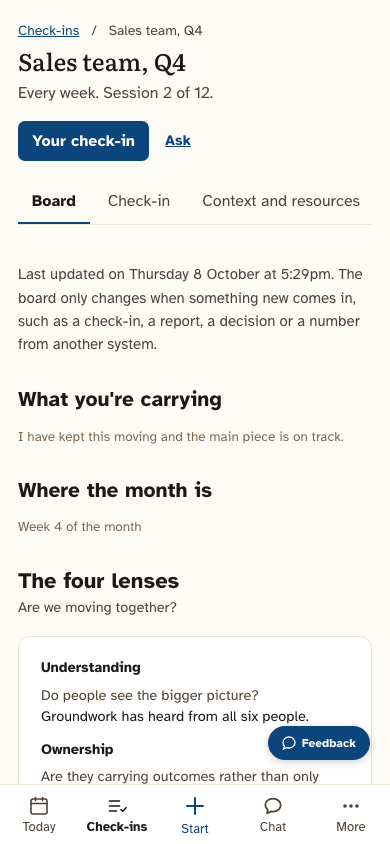 Check-ins / Sales team, Q4
Sales team, Q4
Every week. Session 2 of 12.
Your check-in Ask
Board Check-in Context and resources
Last updated on Thursday 8 October at 5:29pm. The
board only changes when something new comes in,
such as a check-in, a report, a decision or a number
from another system.
What you're carrying
I have kept this moving and the main piece is on track.
Where the month is
Week 4 of the month
The four lenses
Are we moving together?
Understanding
Do people see the bigger picture?
Groundwork has heard from all six people.
Ownership
Are they carrying outcomes rather than only
Feedback
Today Check-ins Start Chat More